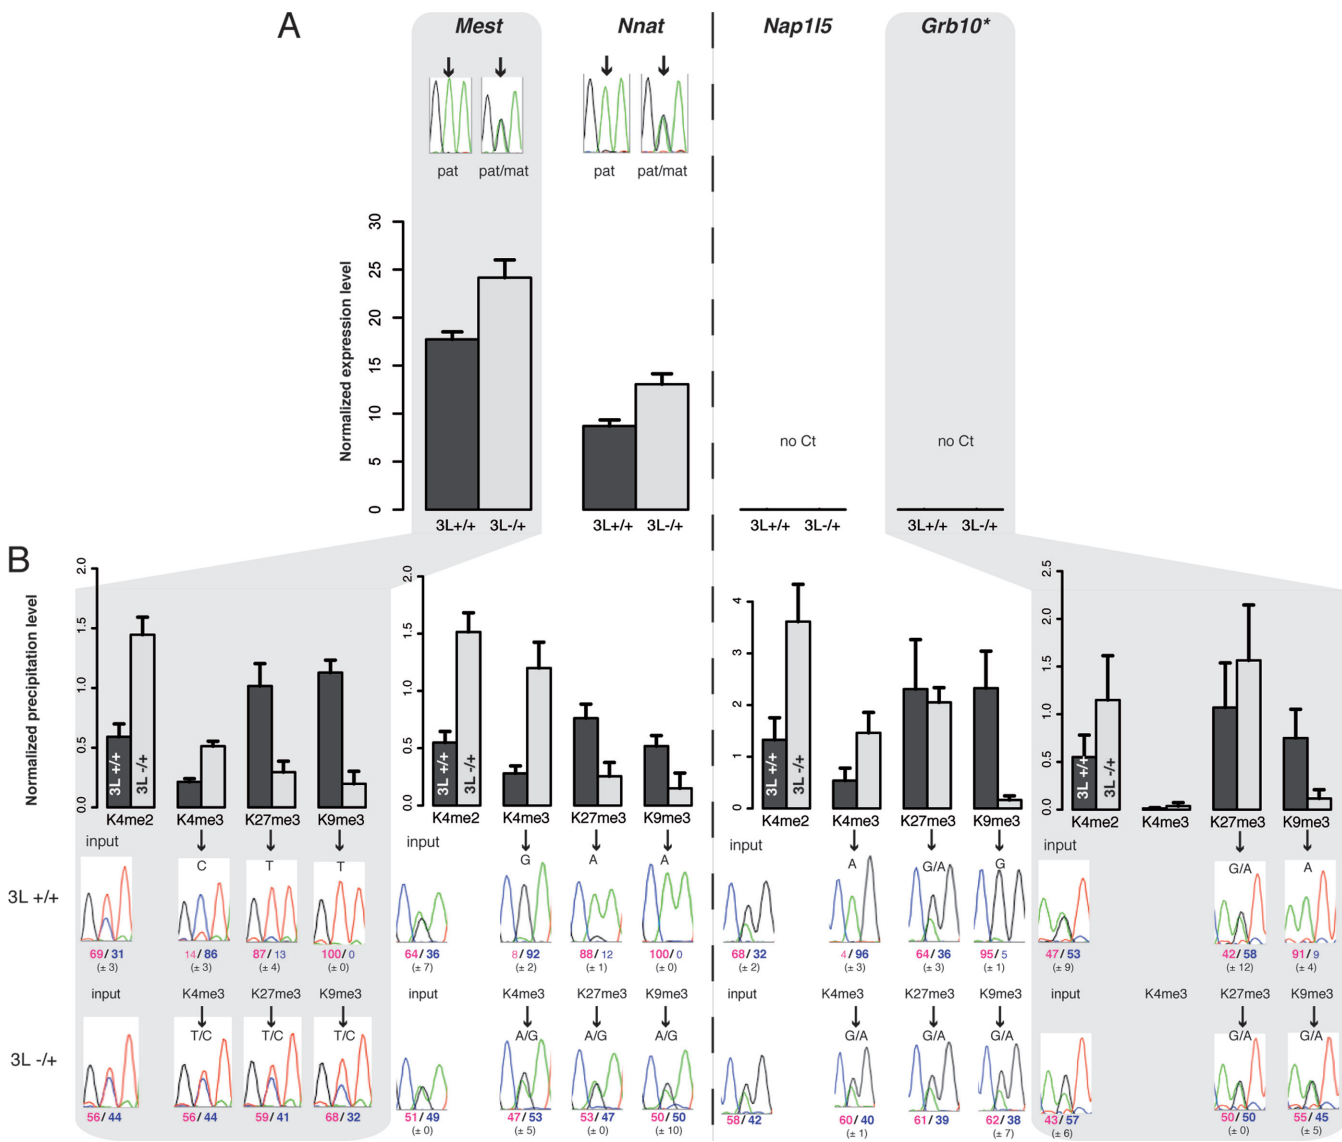 A
Mest Nnat Nap1l5 Grb10*
pat pat/mat pat pat/mat
Normalized expression level
30
25
20
15
10
5
0
no Ct no Ct
3L+/+ 3L-/+ 3L+/+ 3L-/+ 3L+/+ 3L-/+ 3L+/+ 3L-/+
B
Normalized precipitation level
2.0
1.5
1.0
0.5
0.0
3L +/+ 3L -/+
2.0
1.5
1.0
0.5
0.0
3L +/+ 3L -/+
4
3
2
1
0
3L +/+ 3L -/+
2.5
2.0
1.5
1.0
0.5
0.0
3L +/+ 3L -/+
K4me2 K4me3 K27me3 K9me3 K4me2 K4me3 K27me3 K9me3 K4me2 K4me3 K27me3 K9me3 K4me2 K4me3 K27me3 K9me3
input input input input
C T T G A A A G/A G G/A A
3L +/+
69/31 14/86 87/13 100/0 64/36 8/92 88/12 100/0 68/32 4/96 64/36 95/5 47/53 42/58 91/9
(± 3) (± 3) (± 4) (± 0) (± 7) (± 2) (± 1) (± 0) (± 2) (± 3) (± 3) (± 1) (± 9) (± 12) (± 4)
input K4me3 K27me3 K9me3 input K4me3 K27me3 K9me3 input K4me3 K27me3 K9me3 input K4me3 K27me3 K9me3
T/C T/C T/C A/G A/G A/G G/A G/A G/A G/A G/A
3L -/+
56/44 56/44 59/41 68/32 51/49 47/53 53/47 50/50 58/42 60/40 61/39 62/38 43/57 50/50 55/45
(± 0) (± 5) (± 0) (± 10) (± 1) (± 7) (± 6) (± 0) (± 5)